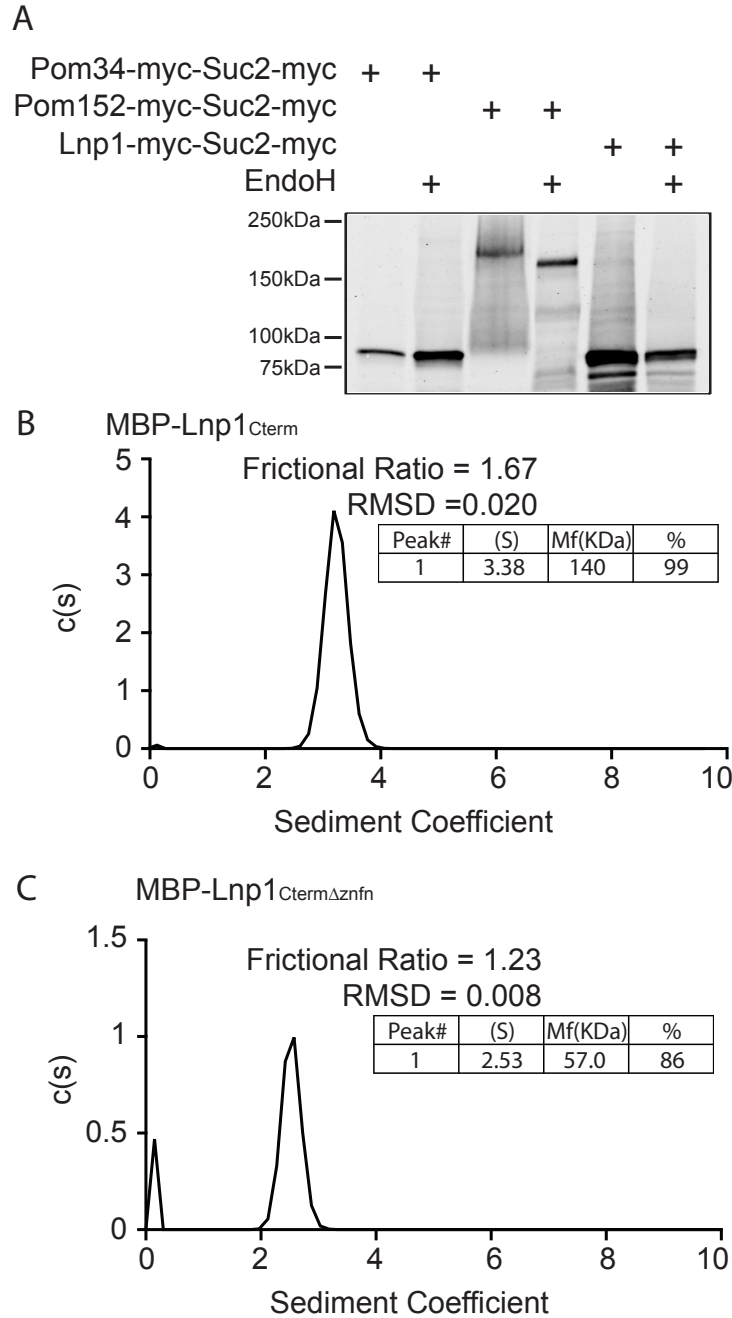 A
Pom34-myc-Suc2-myc + +
Pom152-myc-Suc2-myc + +
Lnp1-myc-Suc2-myc + +
EndoH + + +
250kDa
150kDa
100kDa
75kDa
B MBP-Lnp1Cterm
Frictional Ratio = 1.67
RMSD =0.020
Peak# (S) Mf(KDa) %
1 3.38 140 99
5
4
3
2
1
0
c(s)
0 2 4 6 8 10
Sediment Coefficient
C MBP-Lnp1CtermΔznfn
Frictional Ratio = 1.23
RMSD = 0.008
Peak# (S) Mf(KDa) %
1 2.53 57.0 86
1.5
1
0.5
0
c(s)
0 2 4 6 8 10
Sediment Coefficient